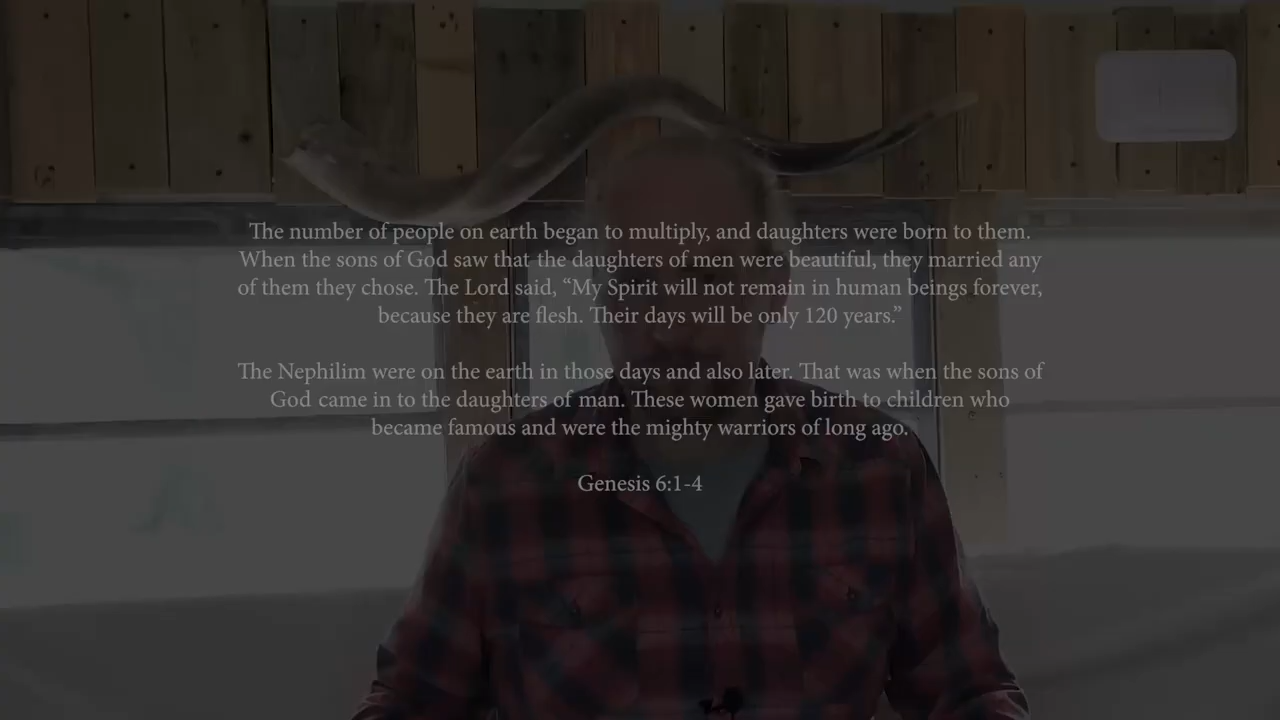 The number of people on earth began to multiply, and daughters were born to them.
When the sons of God saw that the daughters of men were beautiful, they married any
of them they chose. The Lord said, “My Spirit will not remain in human beings forever,
because they are flesh. Their days will be only 120 years.”
The Nephilim were on the earth in those days and also later. That was when the sons of
God came in to the daughters of man. These women gave birth to children who
became famous and were the mighty warriors of long ago.
Genesis 6:1-4